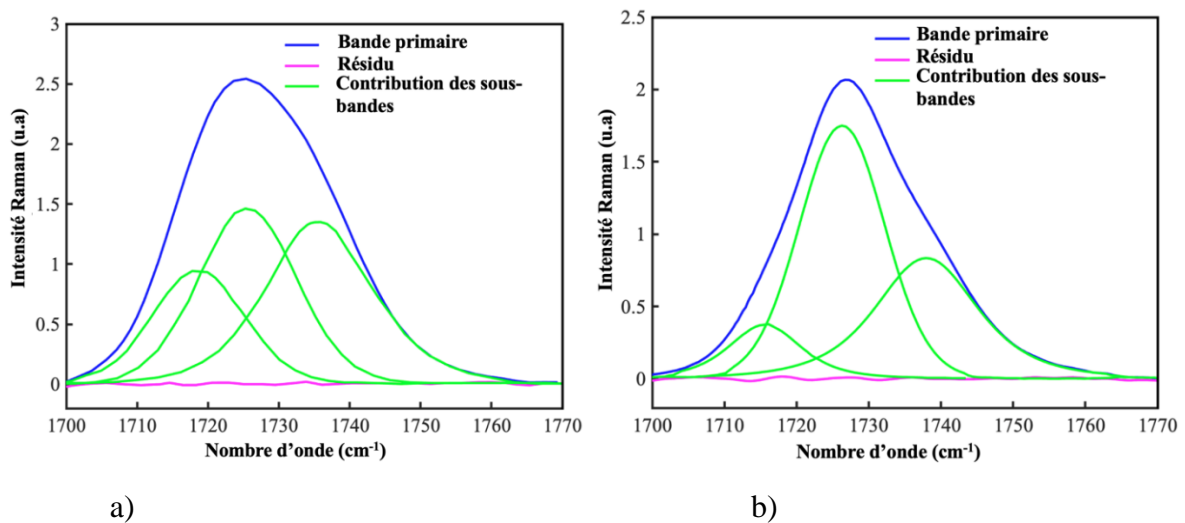 3
2.5
2
1.5
1
0.5
0
Intensité Raman (u.a)
Bande primaire
Résidu
Contribution des sous-
bandes
1700 1710 1720 1730 1740 1750 1760 1770
Nombre d'onde (cm-1)
a)
2.5
2
1.5
1
0.5
0
Intensité Raman (u.a)
Bande primaire
Résidu
Contribution des sous-
bandes
1700 1710 1720 1730 1740 1750 1760 1770
Nombre d'onde (cm-1)
b)